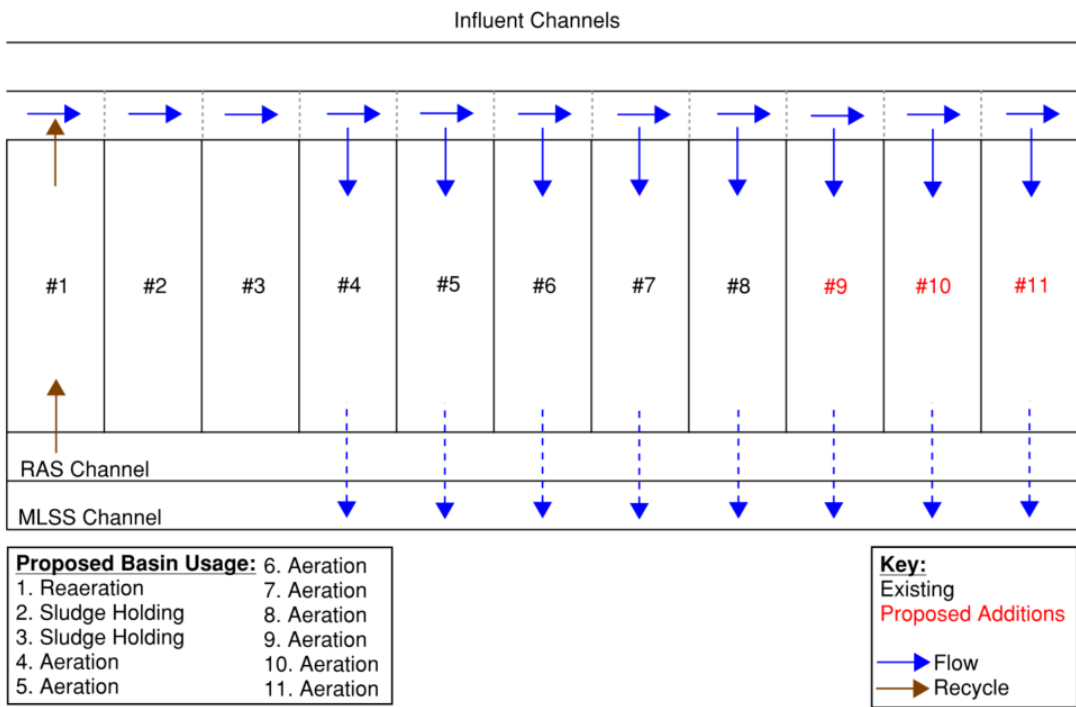 Influent Channels
#1
#2
#3
#4
#5
#6
#7
#8
#9
#10
#11
RAS Channel
MLSS Channel
Proposed Basin Usage:
1. Reaeration
2. Sludge Holding
3. Sludge Holding
4. Aeration
5. Aeration
6. Aeration
7. Aeration
8. Aeration
9. Aeration
10. Aeration
11. Aeration
Key:
Existing
Proposed Additions
Flow
Recycle